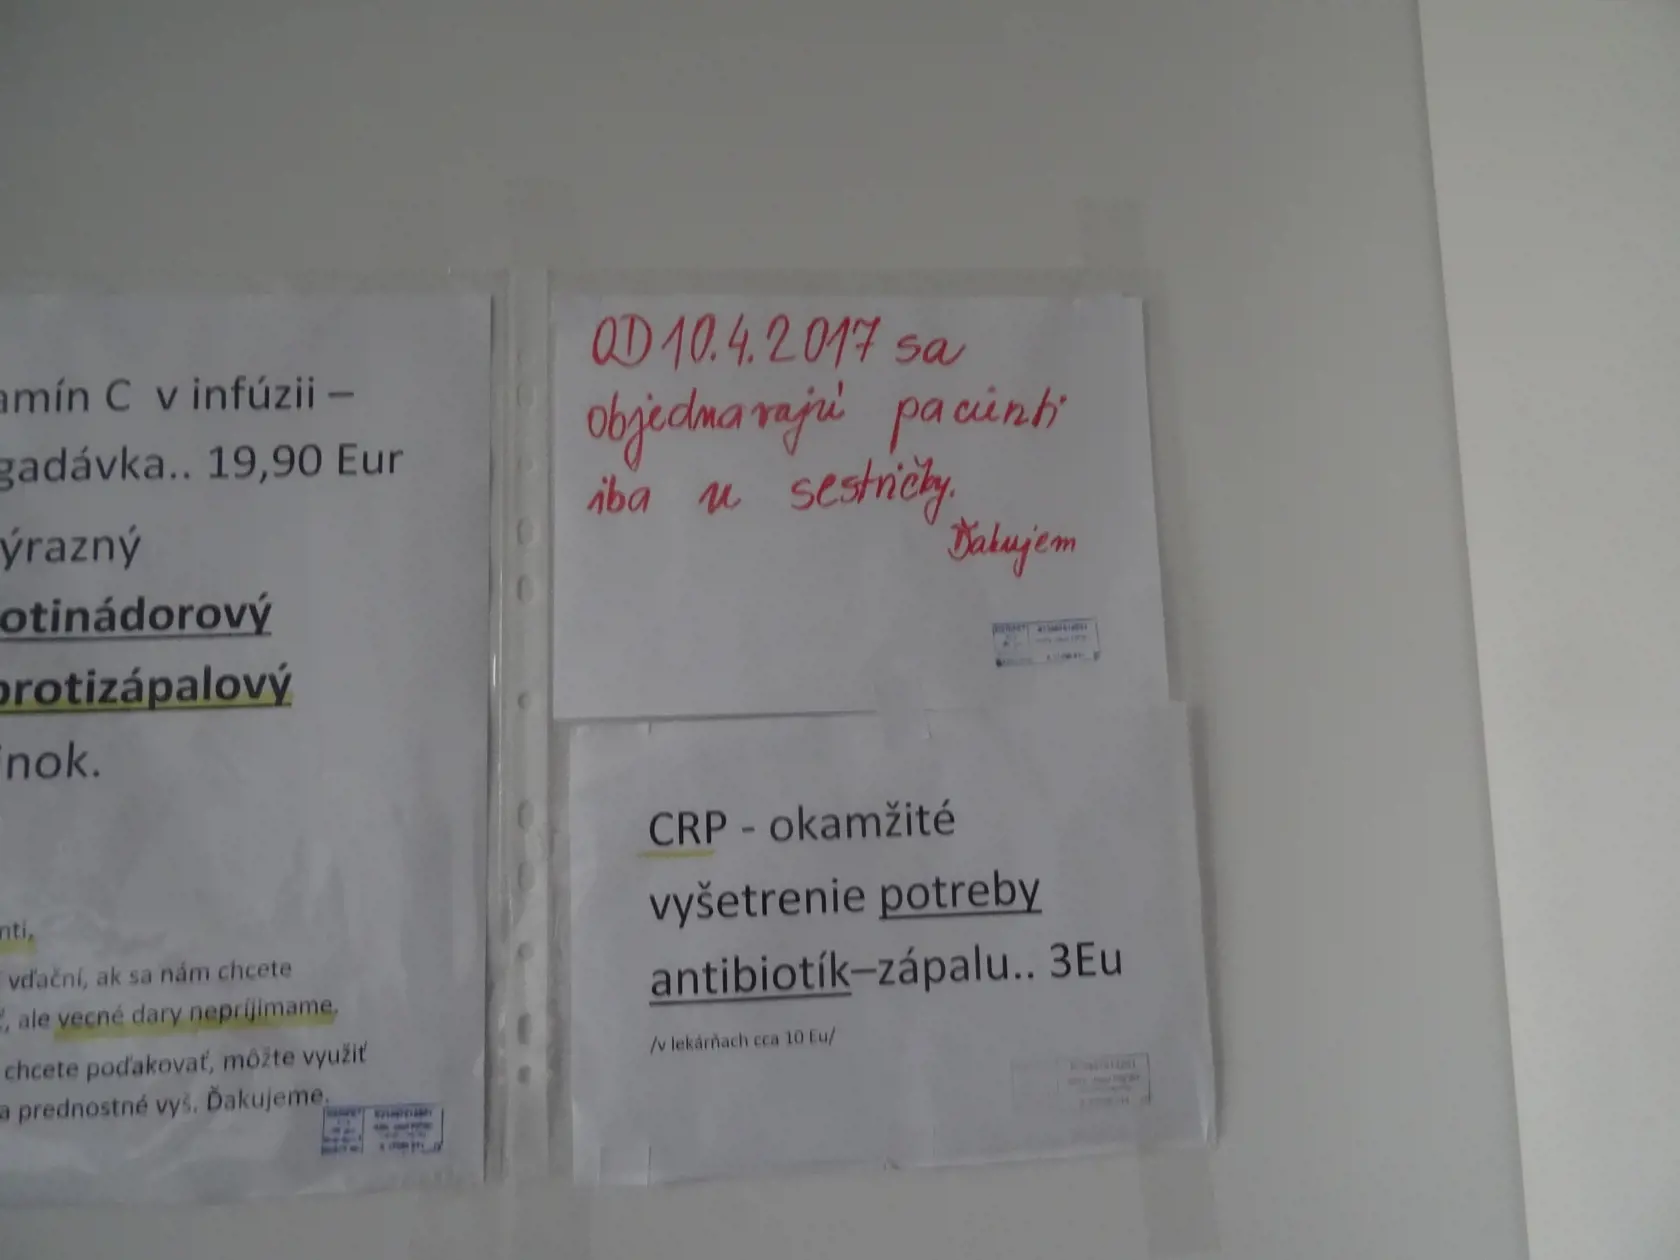 amín C v infúzii –
gadávka.. 19,90 Eur
ýrazný
otinádorový
protizápalový
inok.
nti,
vďační, ak sa nám chcete
, ale vecné dary neprijímame.
chcete poďakovať, môžte využiť
a prednostné vyš. Ďakujeme.
OD 10.4.2017 sa
objednavajú pacienti
iba u sestričky.
Ďakujem
CRP - okamžité
vyšetrenie potreby
antibiotík–zápalu.. 3Eu
/v lekárňach cca 10 Eu/